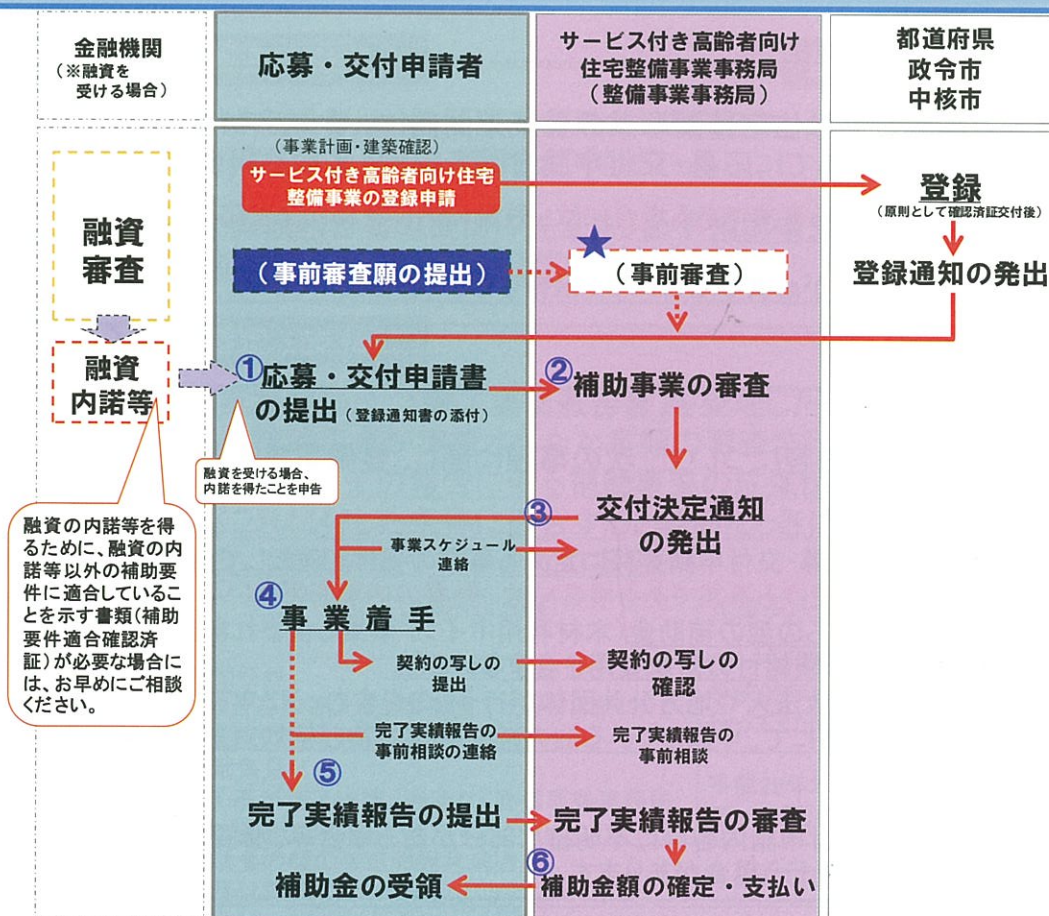 金融機関
（※融資を
受ける場合）
応募・交付申請者
サービス付き高齢者向け
住宅整備事業事務局
（整備事業事務局）
都道府県
政令市
中核市
（事業計画・建築確認）
サービス付き高齢者向け住宅
整備事業の登録申請
登録
（原則として確認済証交付後）
融資
審査
（事前審査願の提出）
★
（事前審査）
登録通知の発出
融資
内諾等
①応募・交付申請書
の提出（登録通知書の添付）
②補助事業の審査
融資を受ける場合、
内諾を得たことを申告
融資の内諾等を得
るために、融資の内
諾等以外の補助要
件に適合しているこ
とを示す書類（補助
要件適合確認済
証）が必要な場合に
は、お早めにご相談
ください。
③
交付決定通知
の発出
事業スケジュール
連絡
④
事業着手
契約の写しの
提出
契約の写しの
確認
完了実績報告の
事前相談の連絡
完了実績報告の
事前相談
⑤
完了実績報告の提出
完了実績報告の審査
⑥
補助金の受領
補助金額の確定・支払い